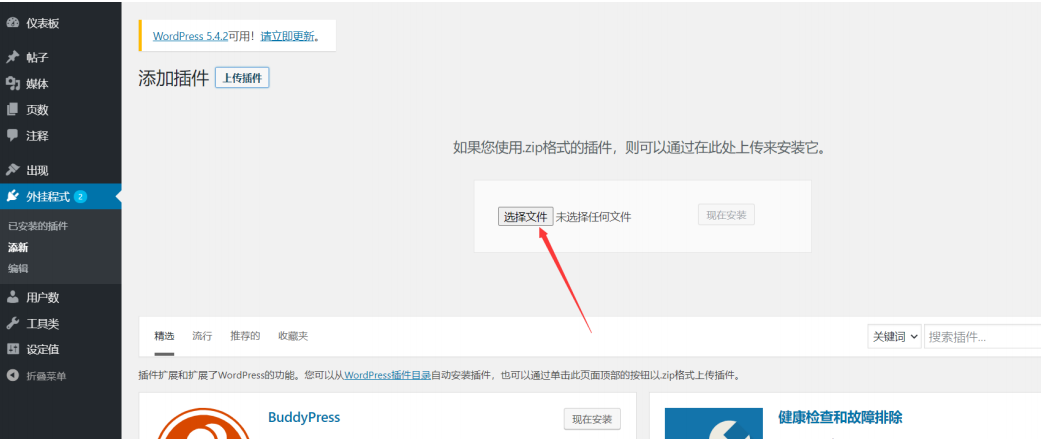 仪表板
帖子
媒体
页数
注释
出现
外挂程式 2
已安装的插件
添新
编辑
用户数
工具类
设定值
折叠菜单
WordPress 5.4.2可用！请立即更新。
添加插件 上传插件
如果您使用.zip格式的插件，则可以通过在此处上传来安装它。
选择文件 未选择任何文件 现在安装
精选 流行 推荐的 收藏夹 关键词 搜索插件...
插件扩展和扩展了WordPress的功能。您可以从WordPress插件目录自动安装插件，也可以通过单击此页面顶部的按钮以.zip格式上传插件。
BuddyPress 现在安装 健康检查和故障排除